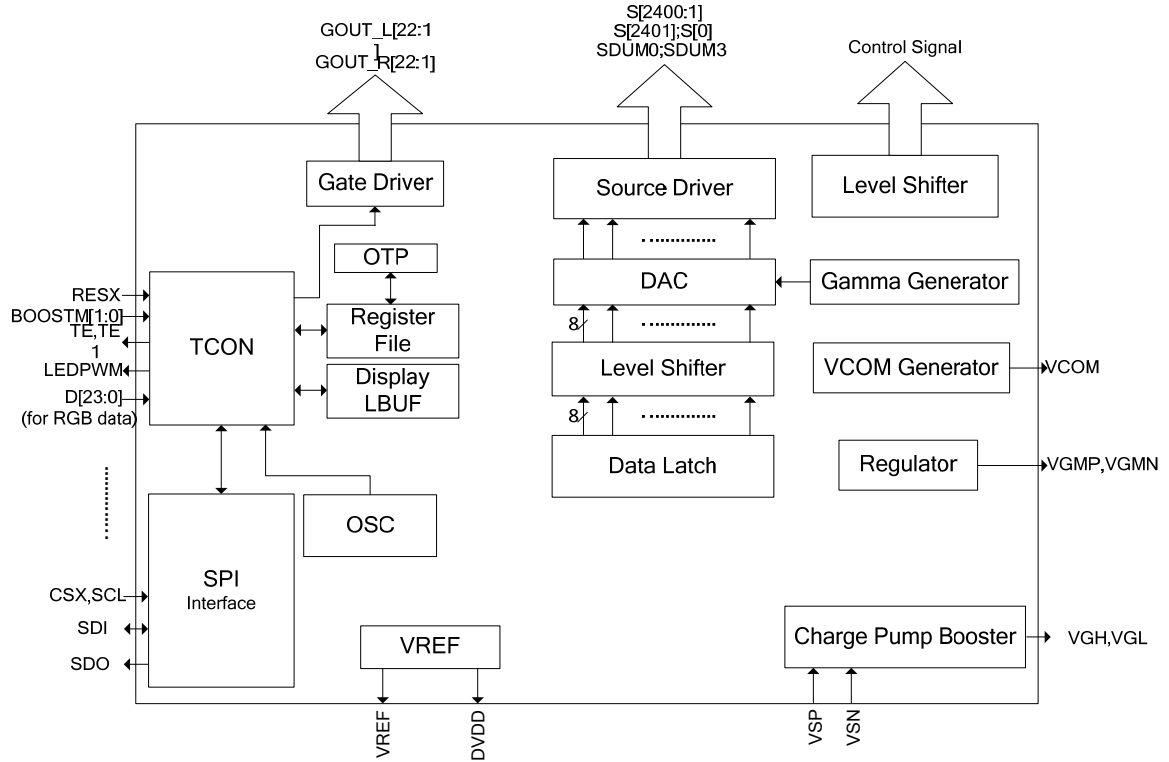 GOUT_L[22:1
]
GOUT_R[22:1]
S[2400:1]
S[2401];S[0]
SDUM0;SDUM3
Control Signal
Gate Driver
Source Driver
Level Shifter
OTP
DAC
Gamma Generator
RESX
BOOSTM[1:0]
TE,TE
1
LEDPWM
D[23:0]
(for RGB data)
TCON
Register
File
Display
LBUF
8
Level Shifter
8
Data Latch
VCOM Generator
VCOM
Regulator
VGMP,VGMN
OSC
SPI
Interface
CSX,SCL
SDI
SDO
VREF
VREF
DVDD
Charge Pump Booster
VGH,VGL
VSP
VSN